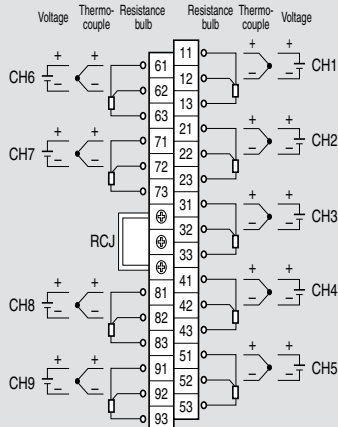 Voltage Thermo-couple Resistance bulb Resistance bulb Thermo-couple Voltage
CH6 + − + − 61 62 63
CH7 + − + − 71 72 73
RCJ
CH8 + − + − 81 82 83
CH9 + − + − 91 92 93
11 12 13 + − + − CH1
21 22 23 + − + − CH2
31 32 33 + − + − CH3
41 42 43 + − + − CH4
51 52 53 + − + − CH5